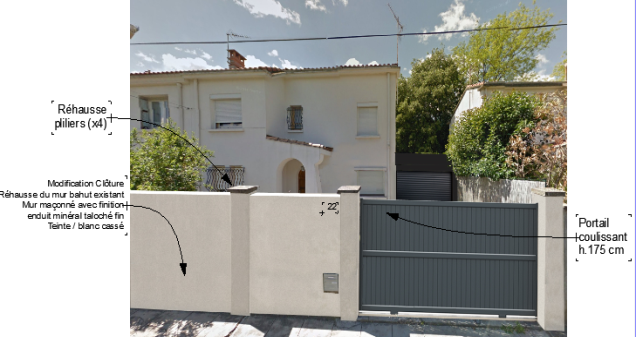 Réhausse
pliliers (x4)
Modification Clôture
Réhausse du mur bahut existant
Mur maçonné avec finition
enduit minéral taloché fin
Teinte / blanc cassé
22
Portail
coulissant
h.175 cm